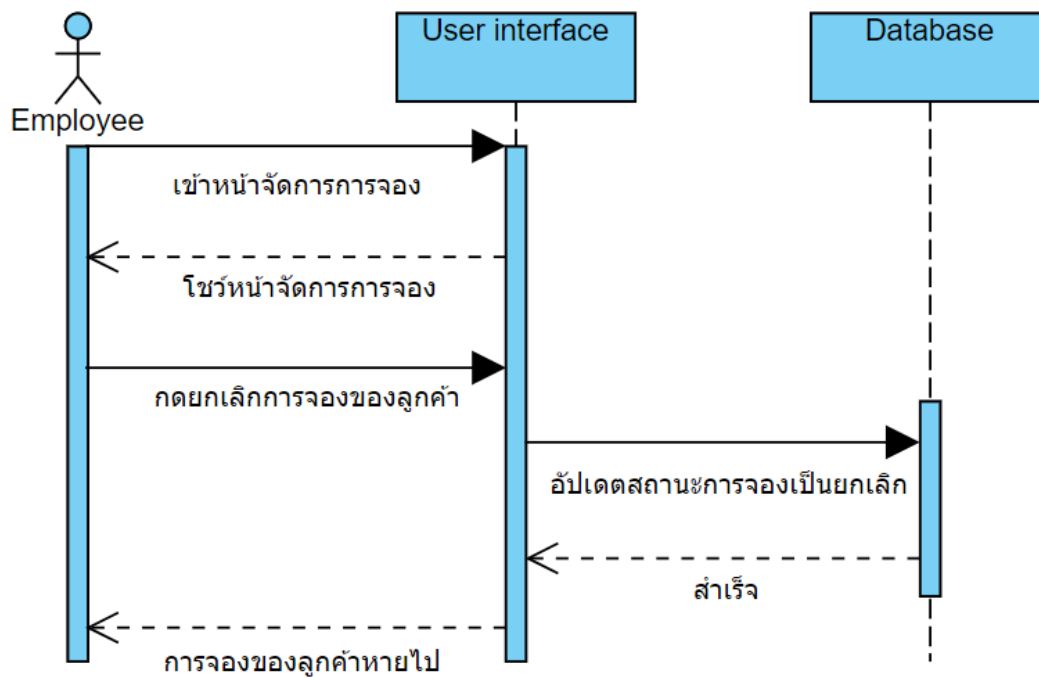 User interface
Database
Employee
เข้าหน้าจัดการการจอง
โชว์หน้าจัดการการจอง
กดยกเลิกการจองของลูกค้า
อัปเดตสถานะการจองเป็นยกเลิก
สำเร็จ
การจองของลูกค้าหายไป